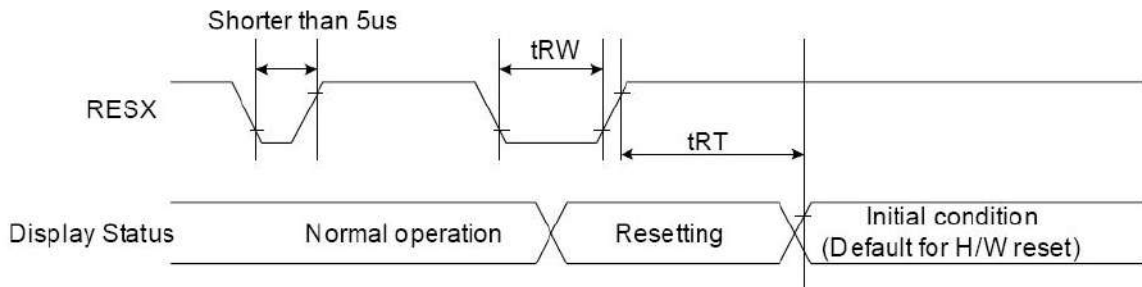 Shorter than 5us
tRW
RESX
tRT
Display Status
Normal operation
Resetting
Initial condition
(Default for H/W reset)